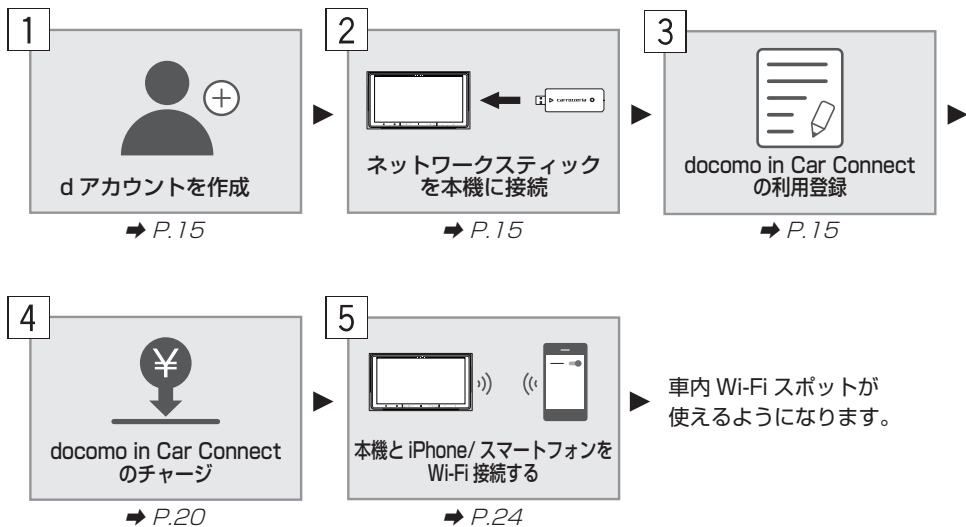 1
d アカウントを作成
➡ P.15
2
carrozzeria
ネットワークスティック
を本機に接続
➡ P.15
3
docomo in Car Connect
の利用登録
➡ P.15
4
¥
docomo in Car Connect
のチャージ
➡ P.20
5
本機と iPhone/ スマートフォンを
Wi-Fi 接続する
➡ P.24
車内 Wi-Fi スポットが
使えるようになります。